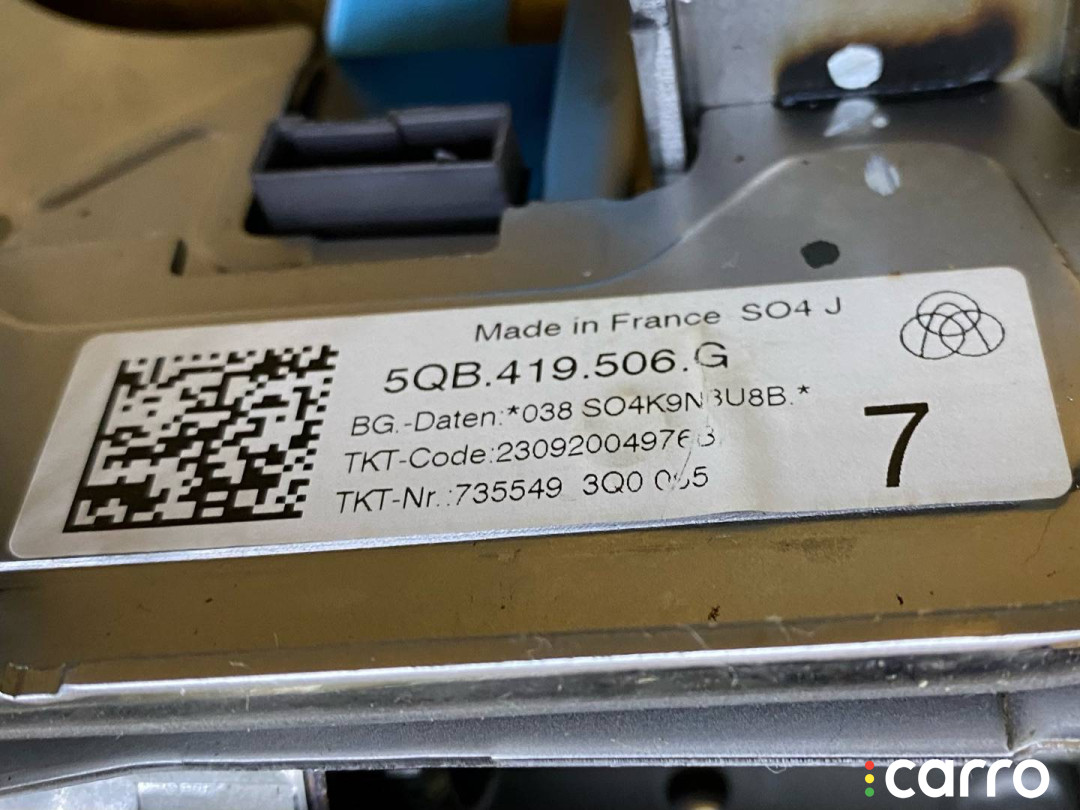 Made in France SO4 J
5QB.419.506.G
BG.-Daten:*038 SO4K9N3U8B.*
TKT-Code:23092004976
TKT-Nr.:735549 3Q0
7
carro